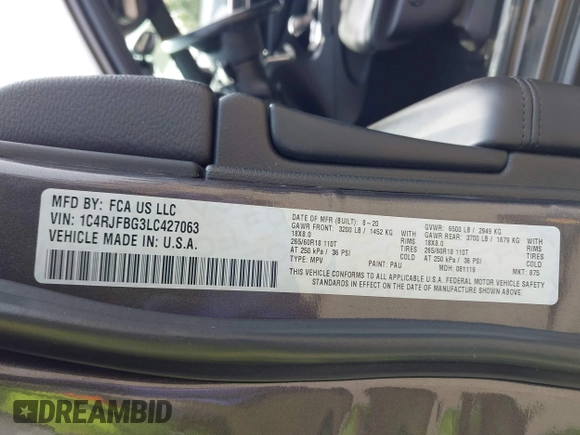 MFD BY: FCA US LLC
VIN: 1C4RJFBG3LC427063
VEHICLE MADE IN: U.S.A.
DATE OF MFR (BUILT): 8-20
GAWR FRONT: 3200 LB / 1452 KG
18X8.0 RIMS
265/60R18 110T TIRES
AT 250 kPa / 36 PSI COLD
TYPE: MPV PAINT: PAU
GVWR: 6500 LB / 2949 KG
GAWR REAR: 3700 LB / 1679 KG
18X8.0 RIMS
265/60R18 110T TIRES
AT 250 kPa / 36 PSI COLD
MDH: 081119 MKT: 875
THIS VEHICLE CONFORMS TO ALL APPLICABLE U.S.A. FEDERAL MOTOR VEHICLE SAFETY
STANDARDS IN EFFECT ON THE DATE OF MANUFACTURE SHOWN ABOVE.
DREAMBID